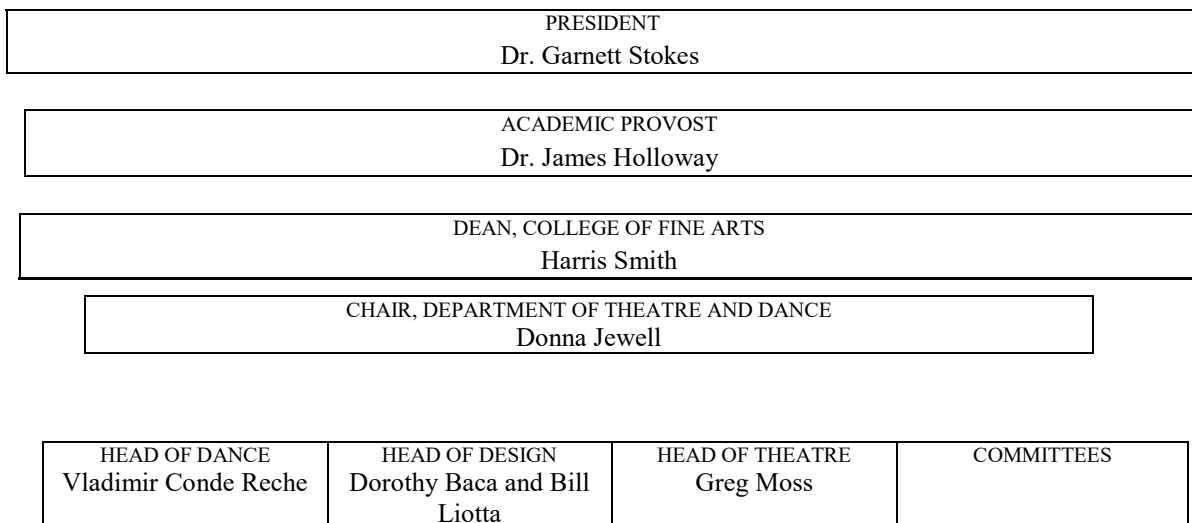 PRESIDENT
Dr. Garnett Stokes
ACADEMIC PROVOST
Dr. James Holloway
DEAN, COLLEGE OF FINE ARTS
Harris Smith
CHAIR, DEPARTMENT OF THEATRE AND DANCE
Donna Jewell
HEAD OF DANCE
Vladimir Conde Reche
HEAD OF DESIGN
Dorothy Baca and Bill
Liotta
HEAD OF THEATRE
Greg Moss
COMMITTEES